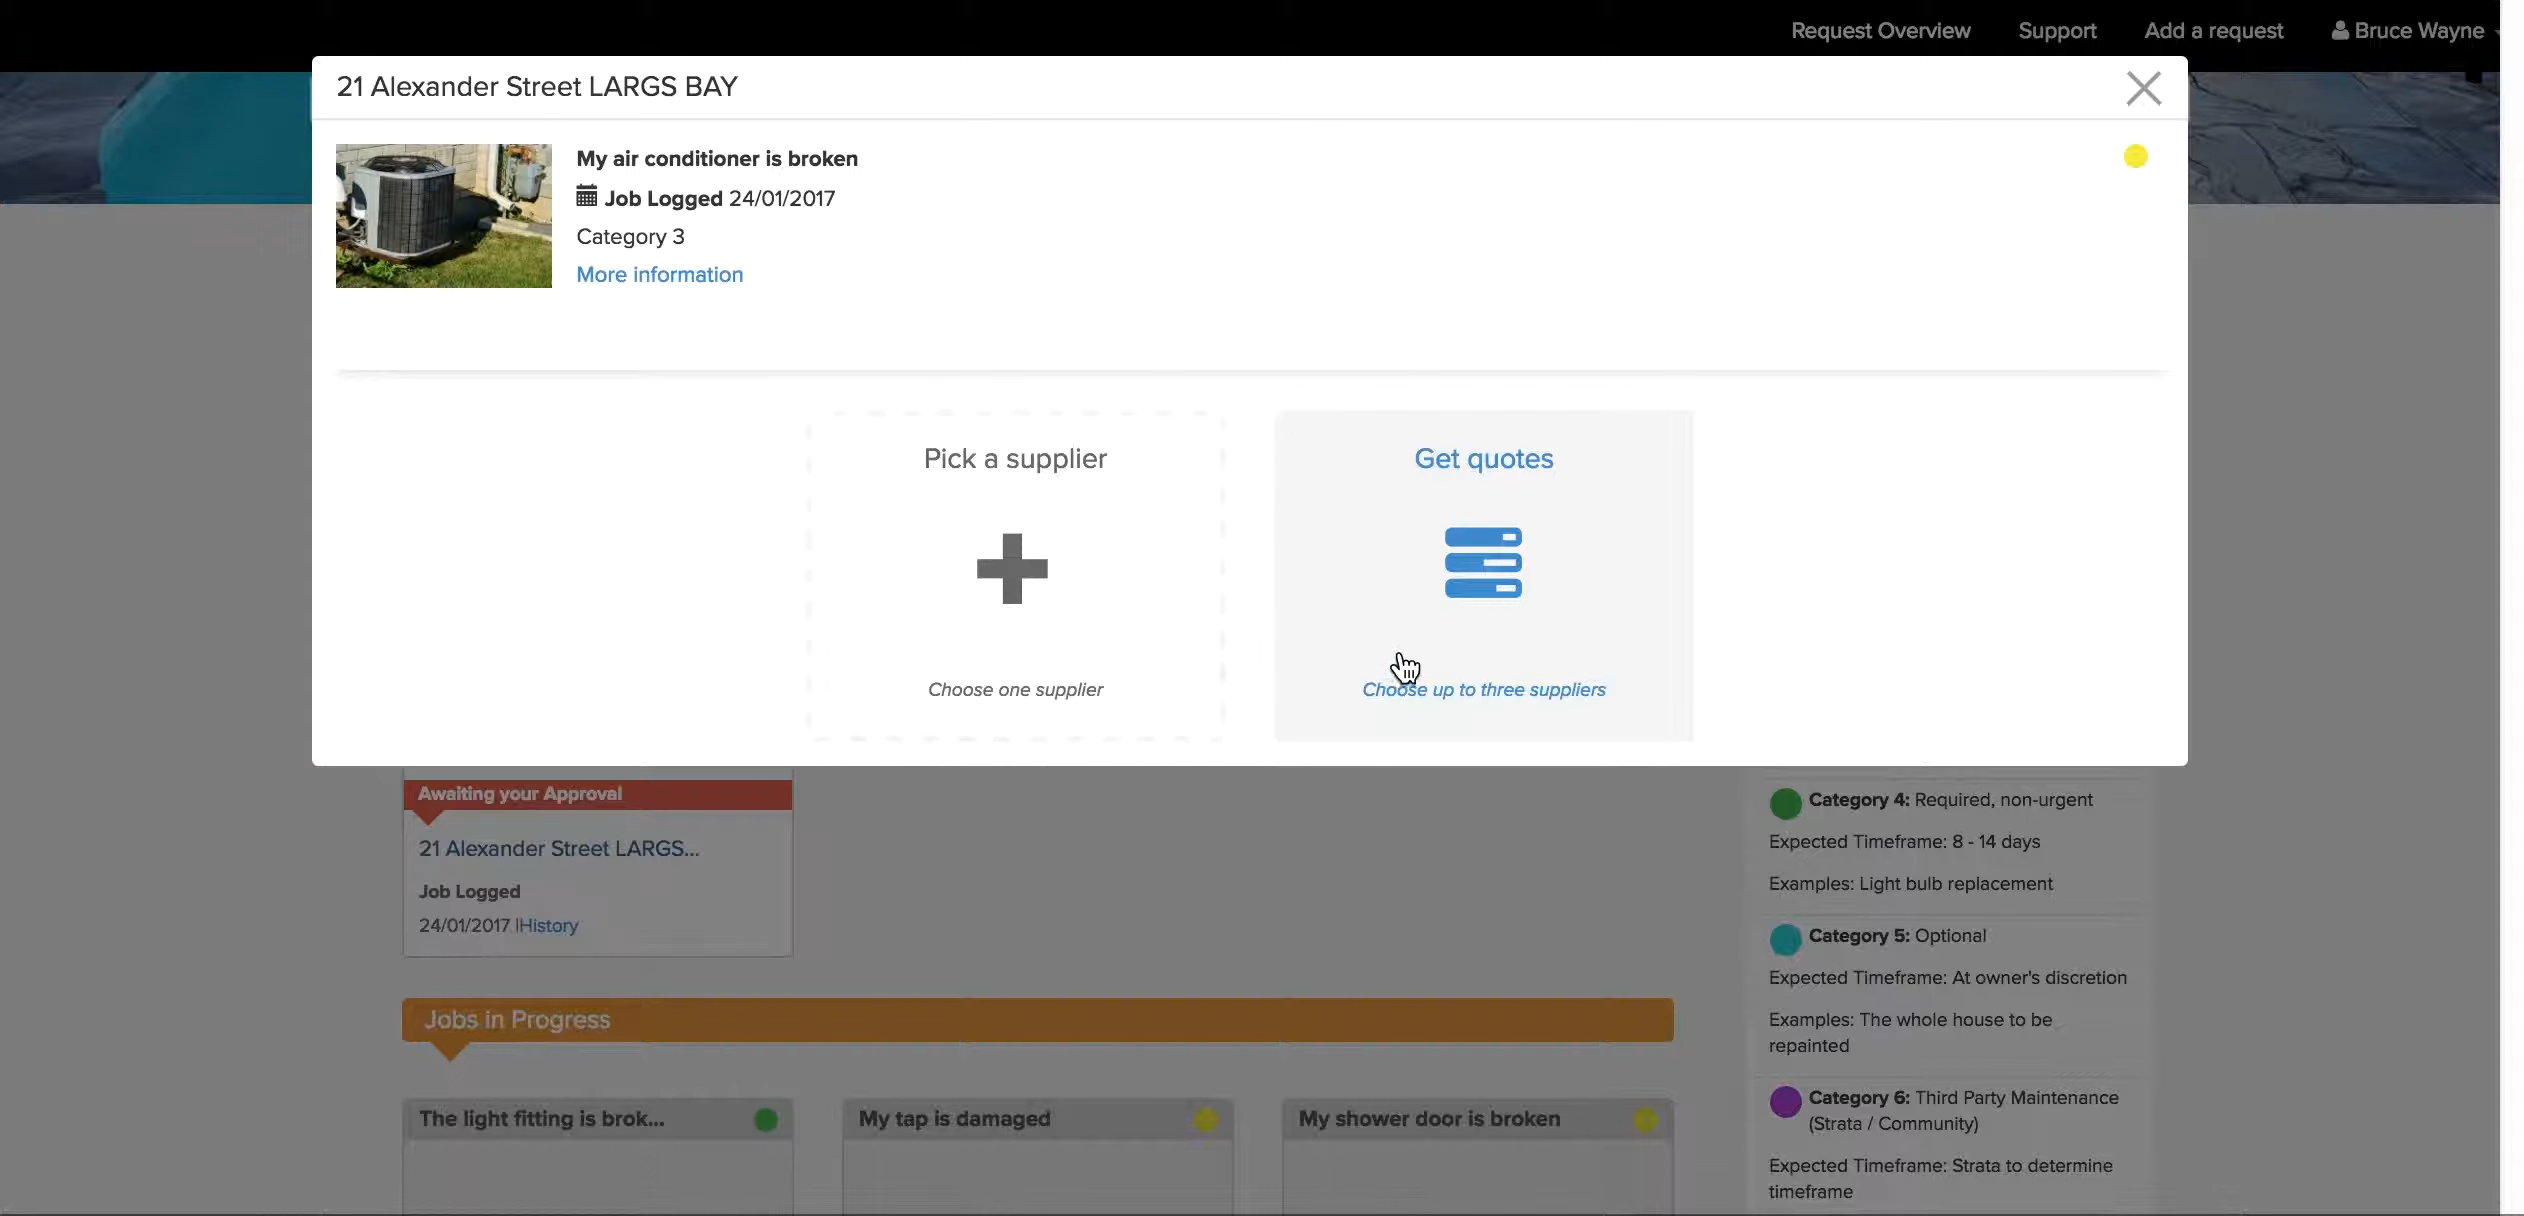 Request Overview
Support
Add a request
Bruce Wayne
21 Alexander Street LARGS BAY
My air conditioner is broken
Job Logged 24/01/2017
Category 3
More information
Pick a supplier
Choose one supplier
Get quotes
Choose up to three suppliers
Awaiting your Approval
21 Alexander Street LARGS...
Job Logged
24/01/2017 |History
Jobs in Progress
The light fitting is brok...
My tap is damaged
My shower door is broken
Category 4: Required, non-urgent
Expected Timeframe: 8 - 14 days
Examples: Light bulb replacement
Category 5: Optional
Expected Timeframe: At owner's discretion
Examples: The whole house to be
repainted
Category 6: Third Party Maintenance
(Strata / Community)
Expected Timeframe: Strata to determine
timeframe